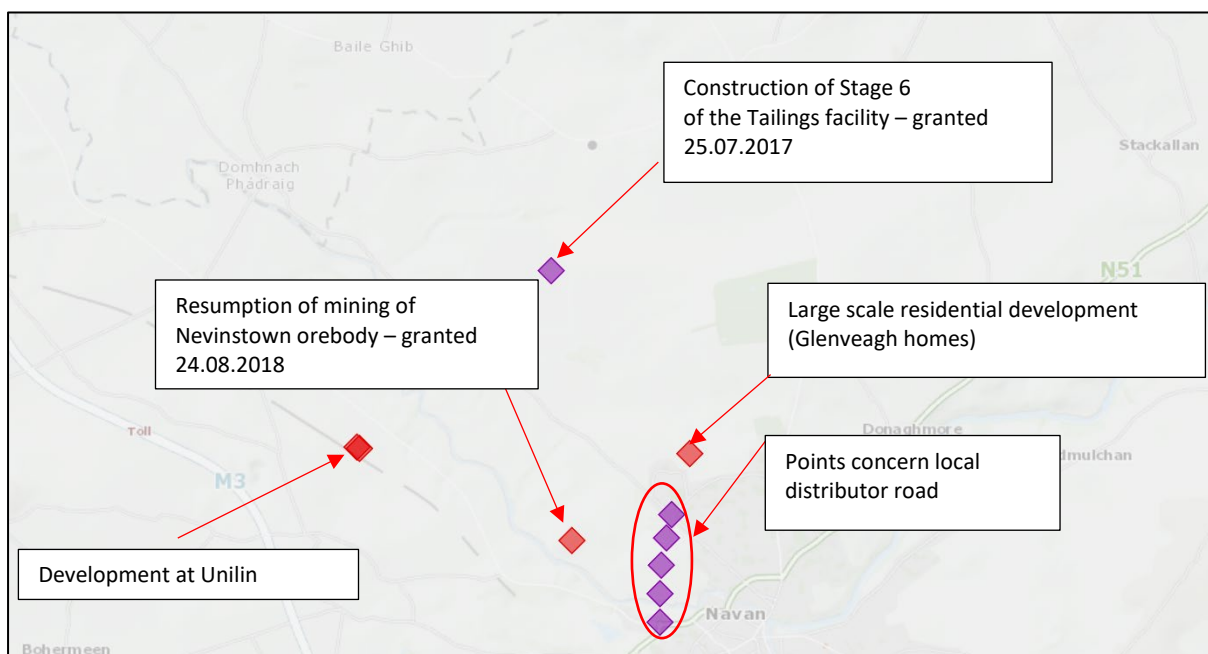 Baile Ghib
Construction of Stage 6
of the Tailings facility – granted
25.07.2017
Stackallan
Domhnach
Phádraig
N51
Resumption of mining of
Nevinstown orebody – granted
24.08.2018
Large scale residential development
(Glenveagh homes)
Toll
M3
Donaghmore
dmulchan
Points concern local
distributor road
Development at Unilin
Navan
Bohermeen